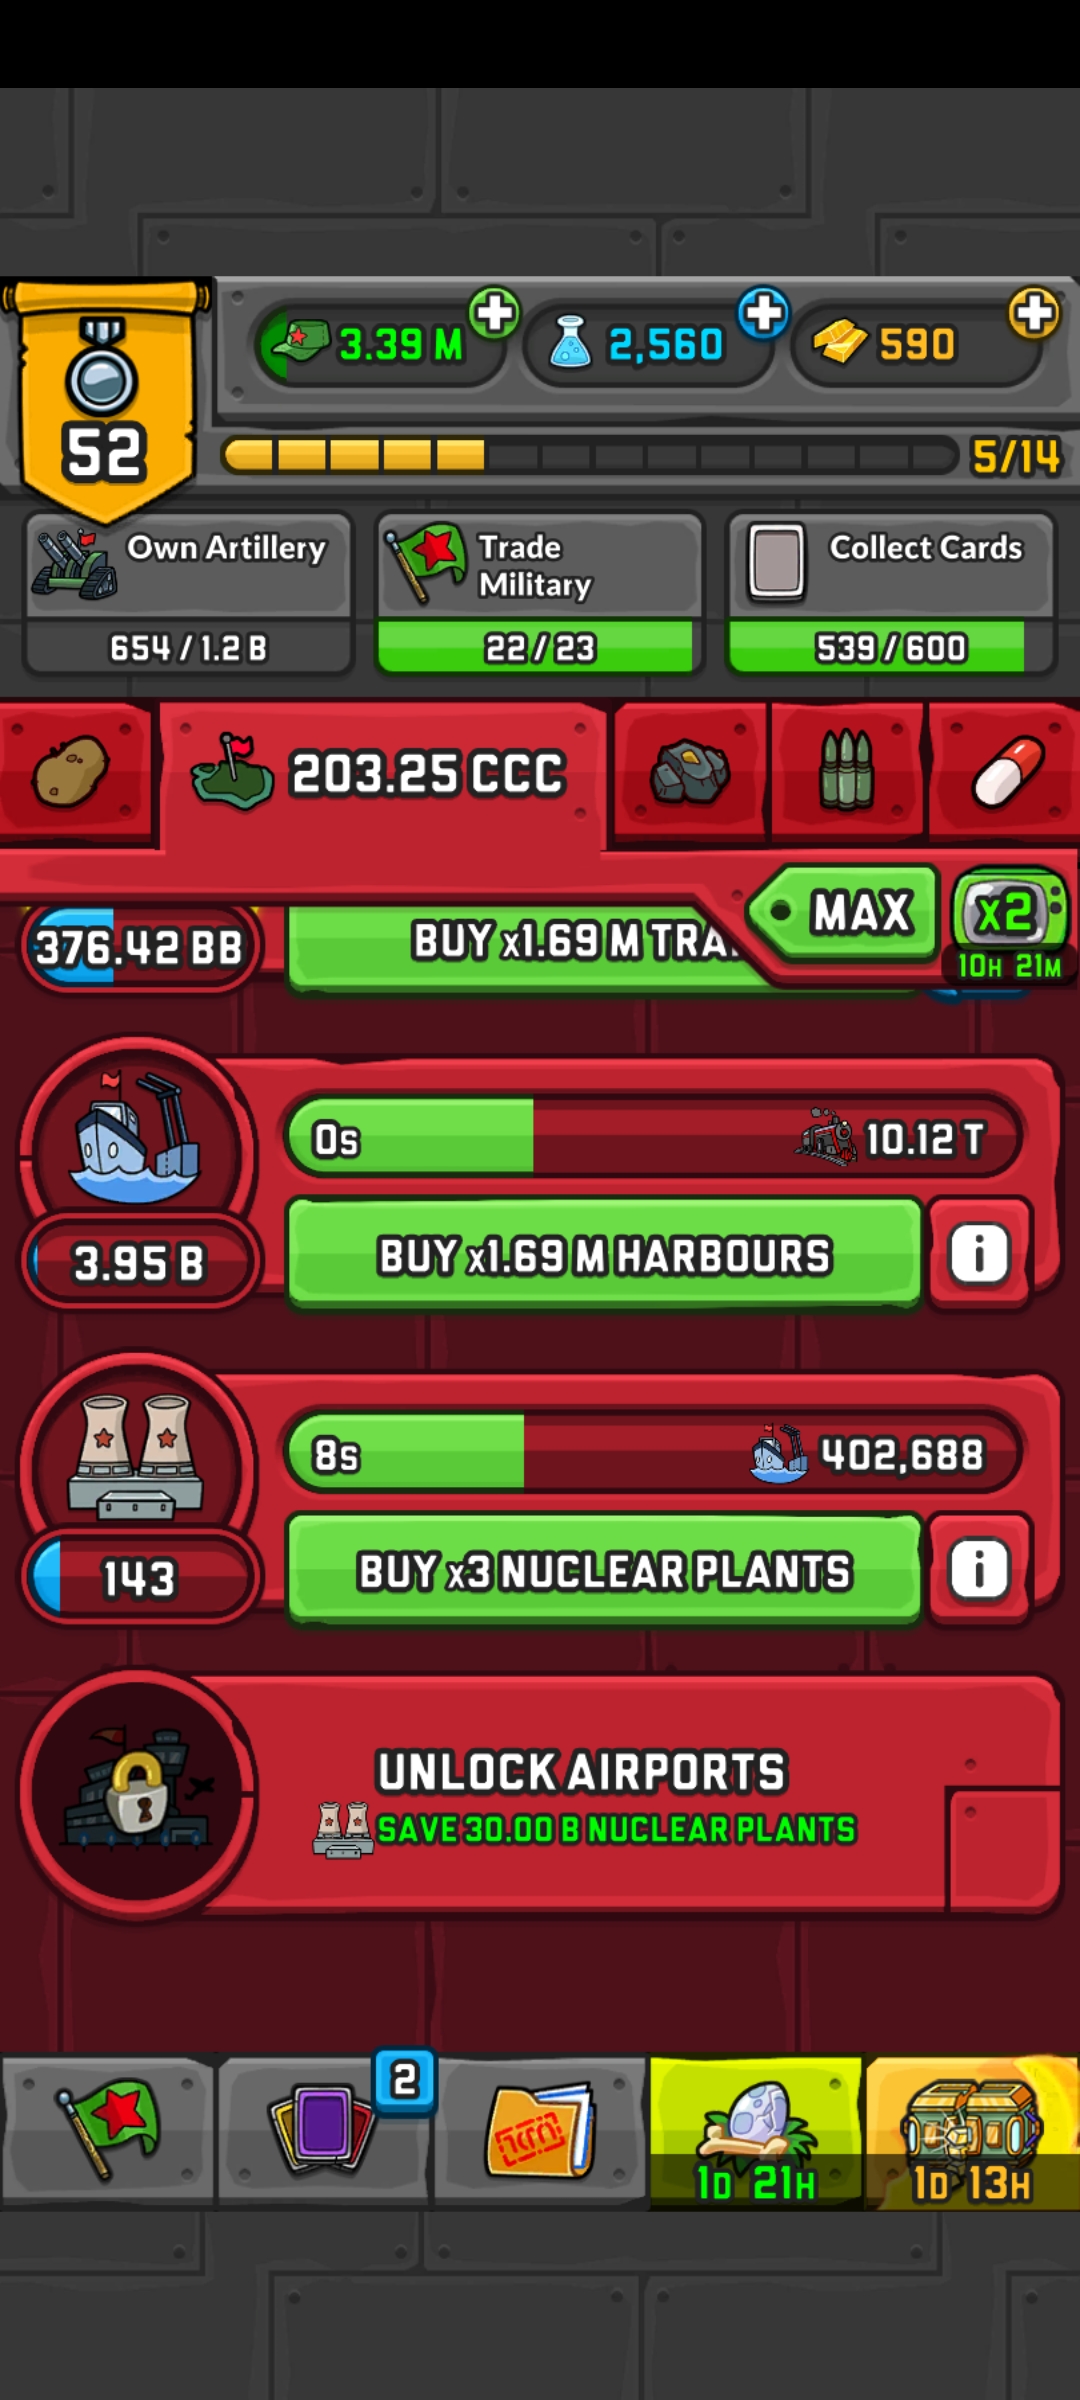 3.39 M
2,560
590
52
5/14
Own Artillery
654 / 1.2 B
Trade
Military
22 / 23
Collect Cards
539 / 600
203.25 CCC
MAX
x2
10H 21M
376.42 BB
BUY x1.69 M TRA
0s
10.12 T
3.95 B
BUY x1.69 M HARBOURS
i
8s
402,688
143
BUY x3 NUCLEAR PLANTS
i
UNLOCK AIRPORTS
SAVE 30.00 B NUCLEAR PLANTS
2
1D 21H
1D 13H